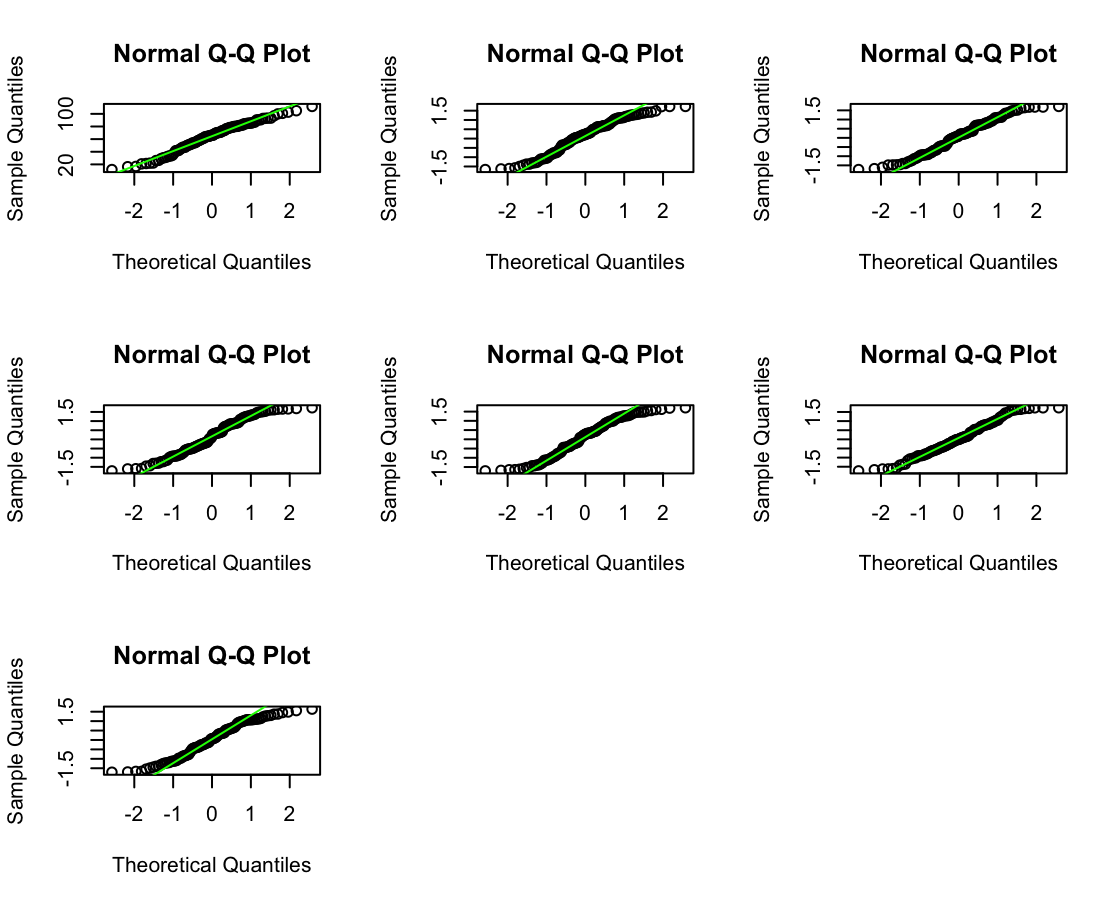 Normal Q-Q Plot
Sample Quantiles
100
20
-2 -1 0 1 2
Theoretical Quantiles
Normal Q-Q Plot
Sample Quantiles
1.5
-1.5
-2 -1 0 1 2
Theoretical Quantiles
Normal Q-Q Plot
Sample Quantiles
1.5
-1.5
-2 -1 0 1 2
Theoretical Quantiles
Normal Q-Q Plot
Sample Quantiles
1.5
-1.5
-2 -1 0 1 2
Theoretical Quantiles
Normal Q-Q Plot
Sample Quantiles
1.5
-1.5
-2 -1 0 1 2
Theoretical Quantiles
Normal Q-Q Plot
Sample Quantiles
1.5
-1.5
-2 -1 0 1 2
Theoretical Quantiles
Normal Q-Q Plot
Sample Quantiles
1.5
-1.5
-2 -1 0 1 2
Theoretical Quantiles